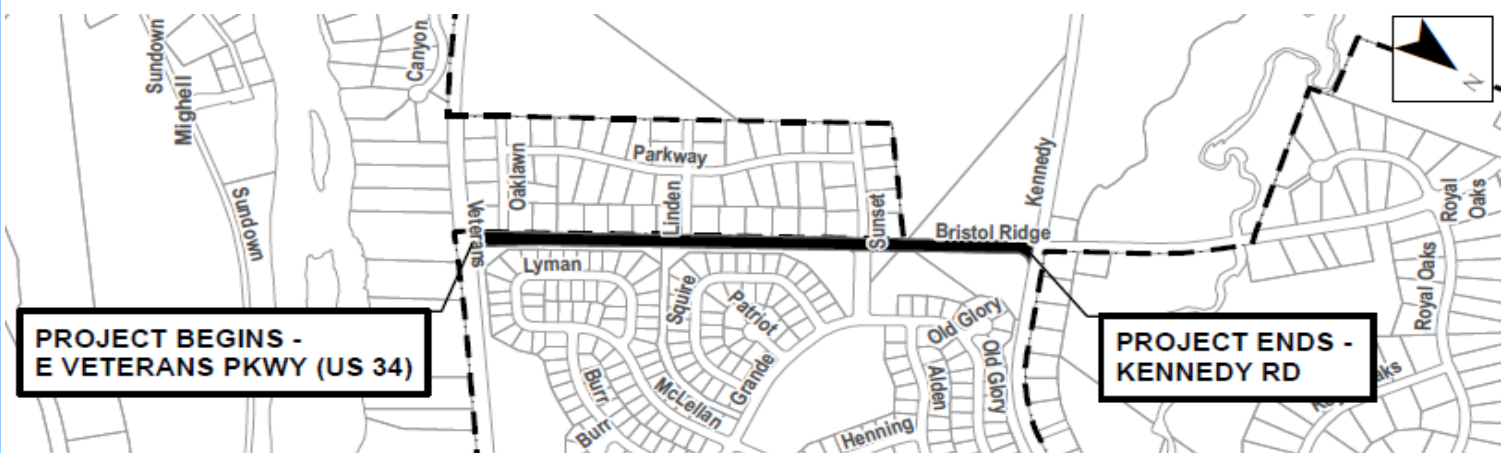 Sundown
Mighell
Sundown
Canyon
Oaklawn
Parkway
Linden
Veterans
Sunset
Kennedy
Bristol Ridge
N
Royal
Oaks
Royal Oaks
Lyman
Squire
Patriot
Grande
McLellan
Burr
Burr
Old Glory
Old Glory
Alden
Henning
PROJECT BEGINS -
E VETERANS PKWY (US 34)
PROJECT ENDS -
KENNEDY RD